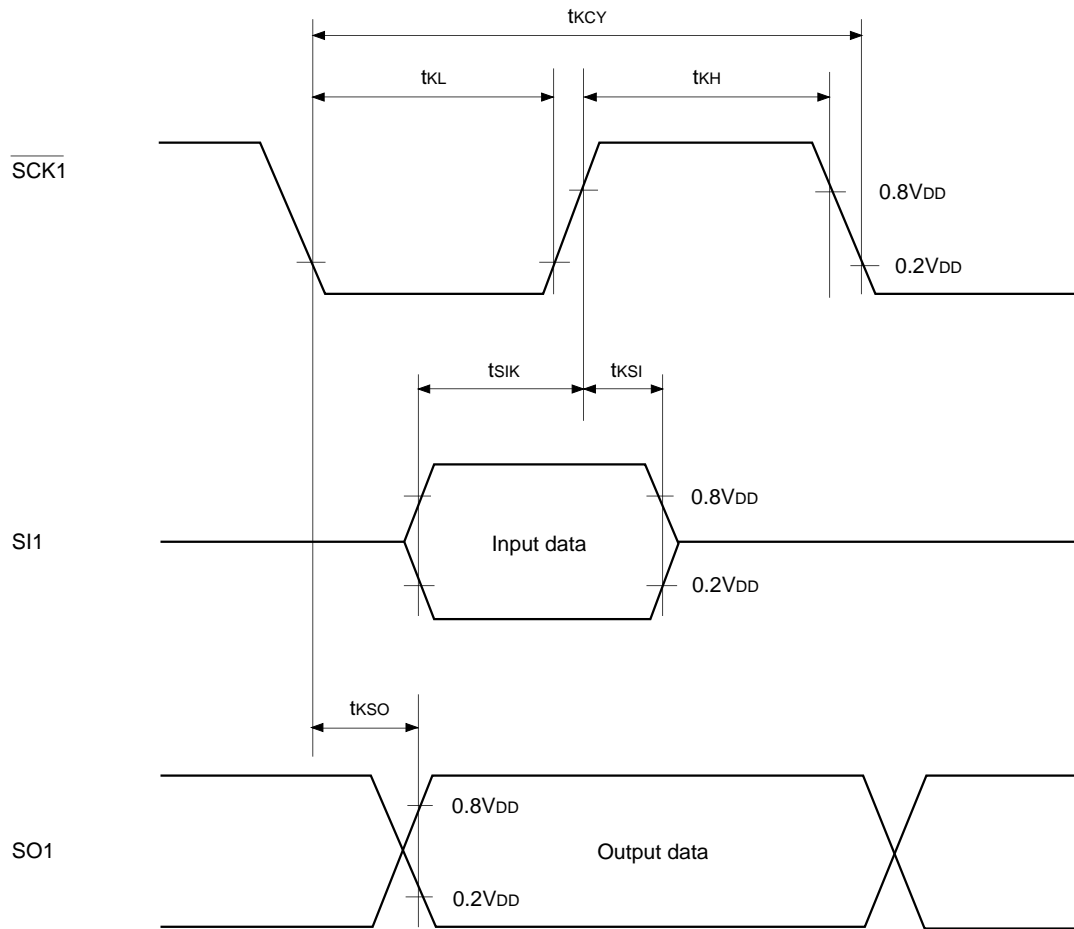 tKCY
tKL
tKH
SCK1
0.8VDD
0.2VDD
tSIK
tKSI
0.8VDD
SI1
Input data
0.2VDD
tKSO
0.8VDD
SO1
Output data
0.2VDD